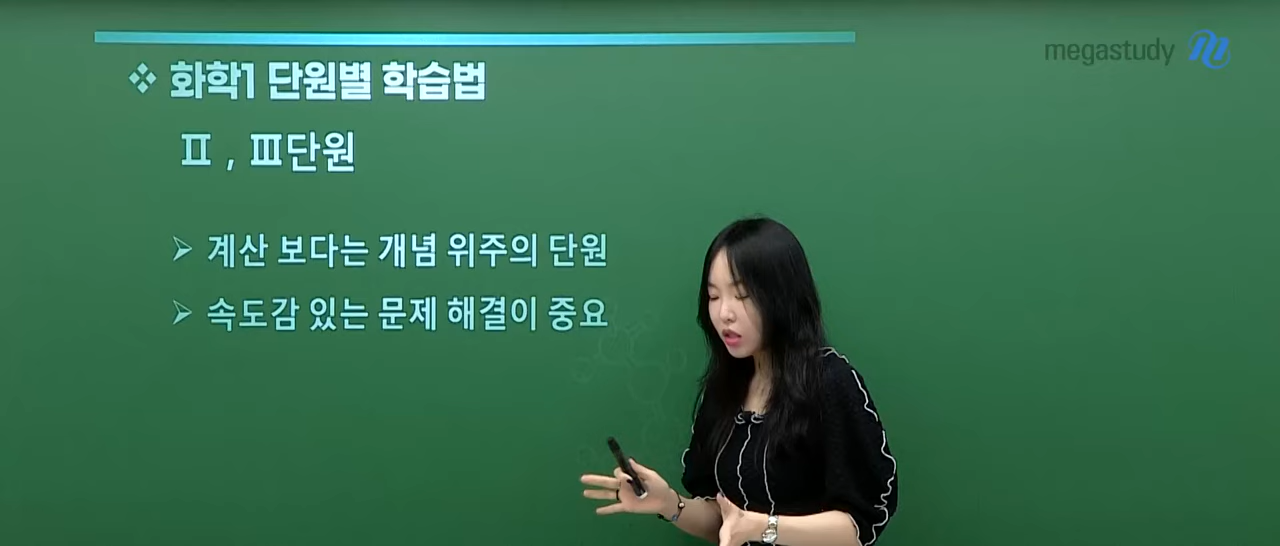 megastudy
❖ 화학1 단원별 학습법
Ⅱ , Ⅲ단원
➢ 계산 보다는 개념 위주의 단원
➢ 속도감 있는 문제 해결이 중요